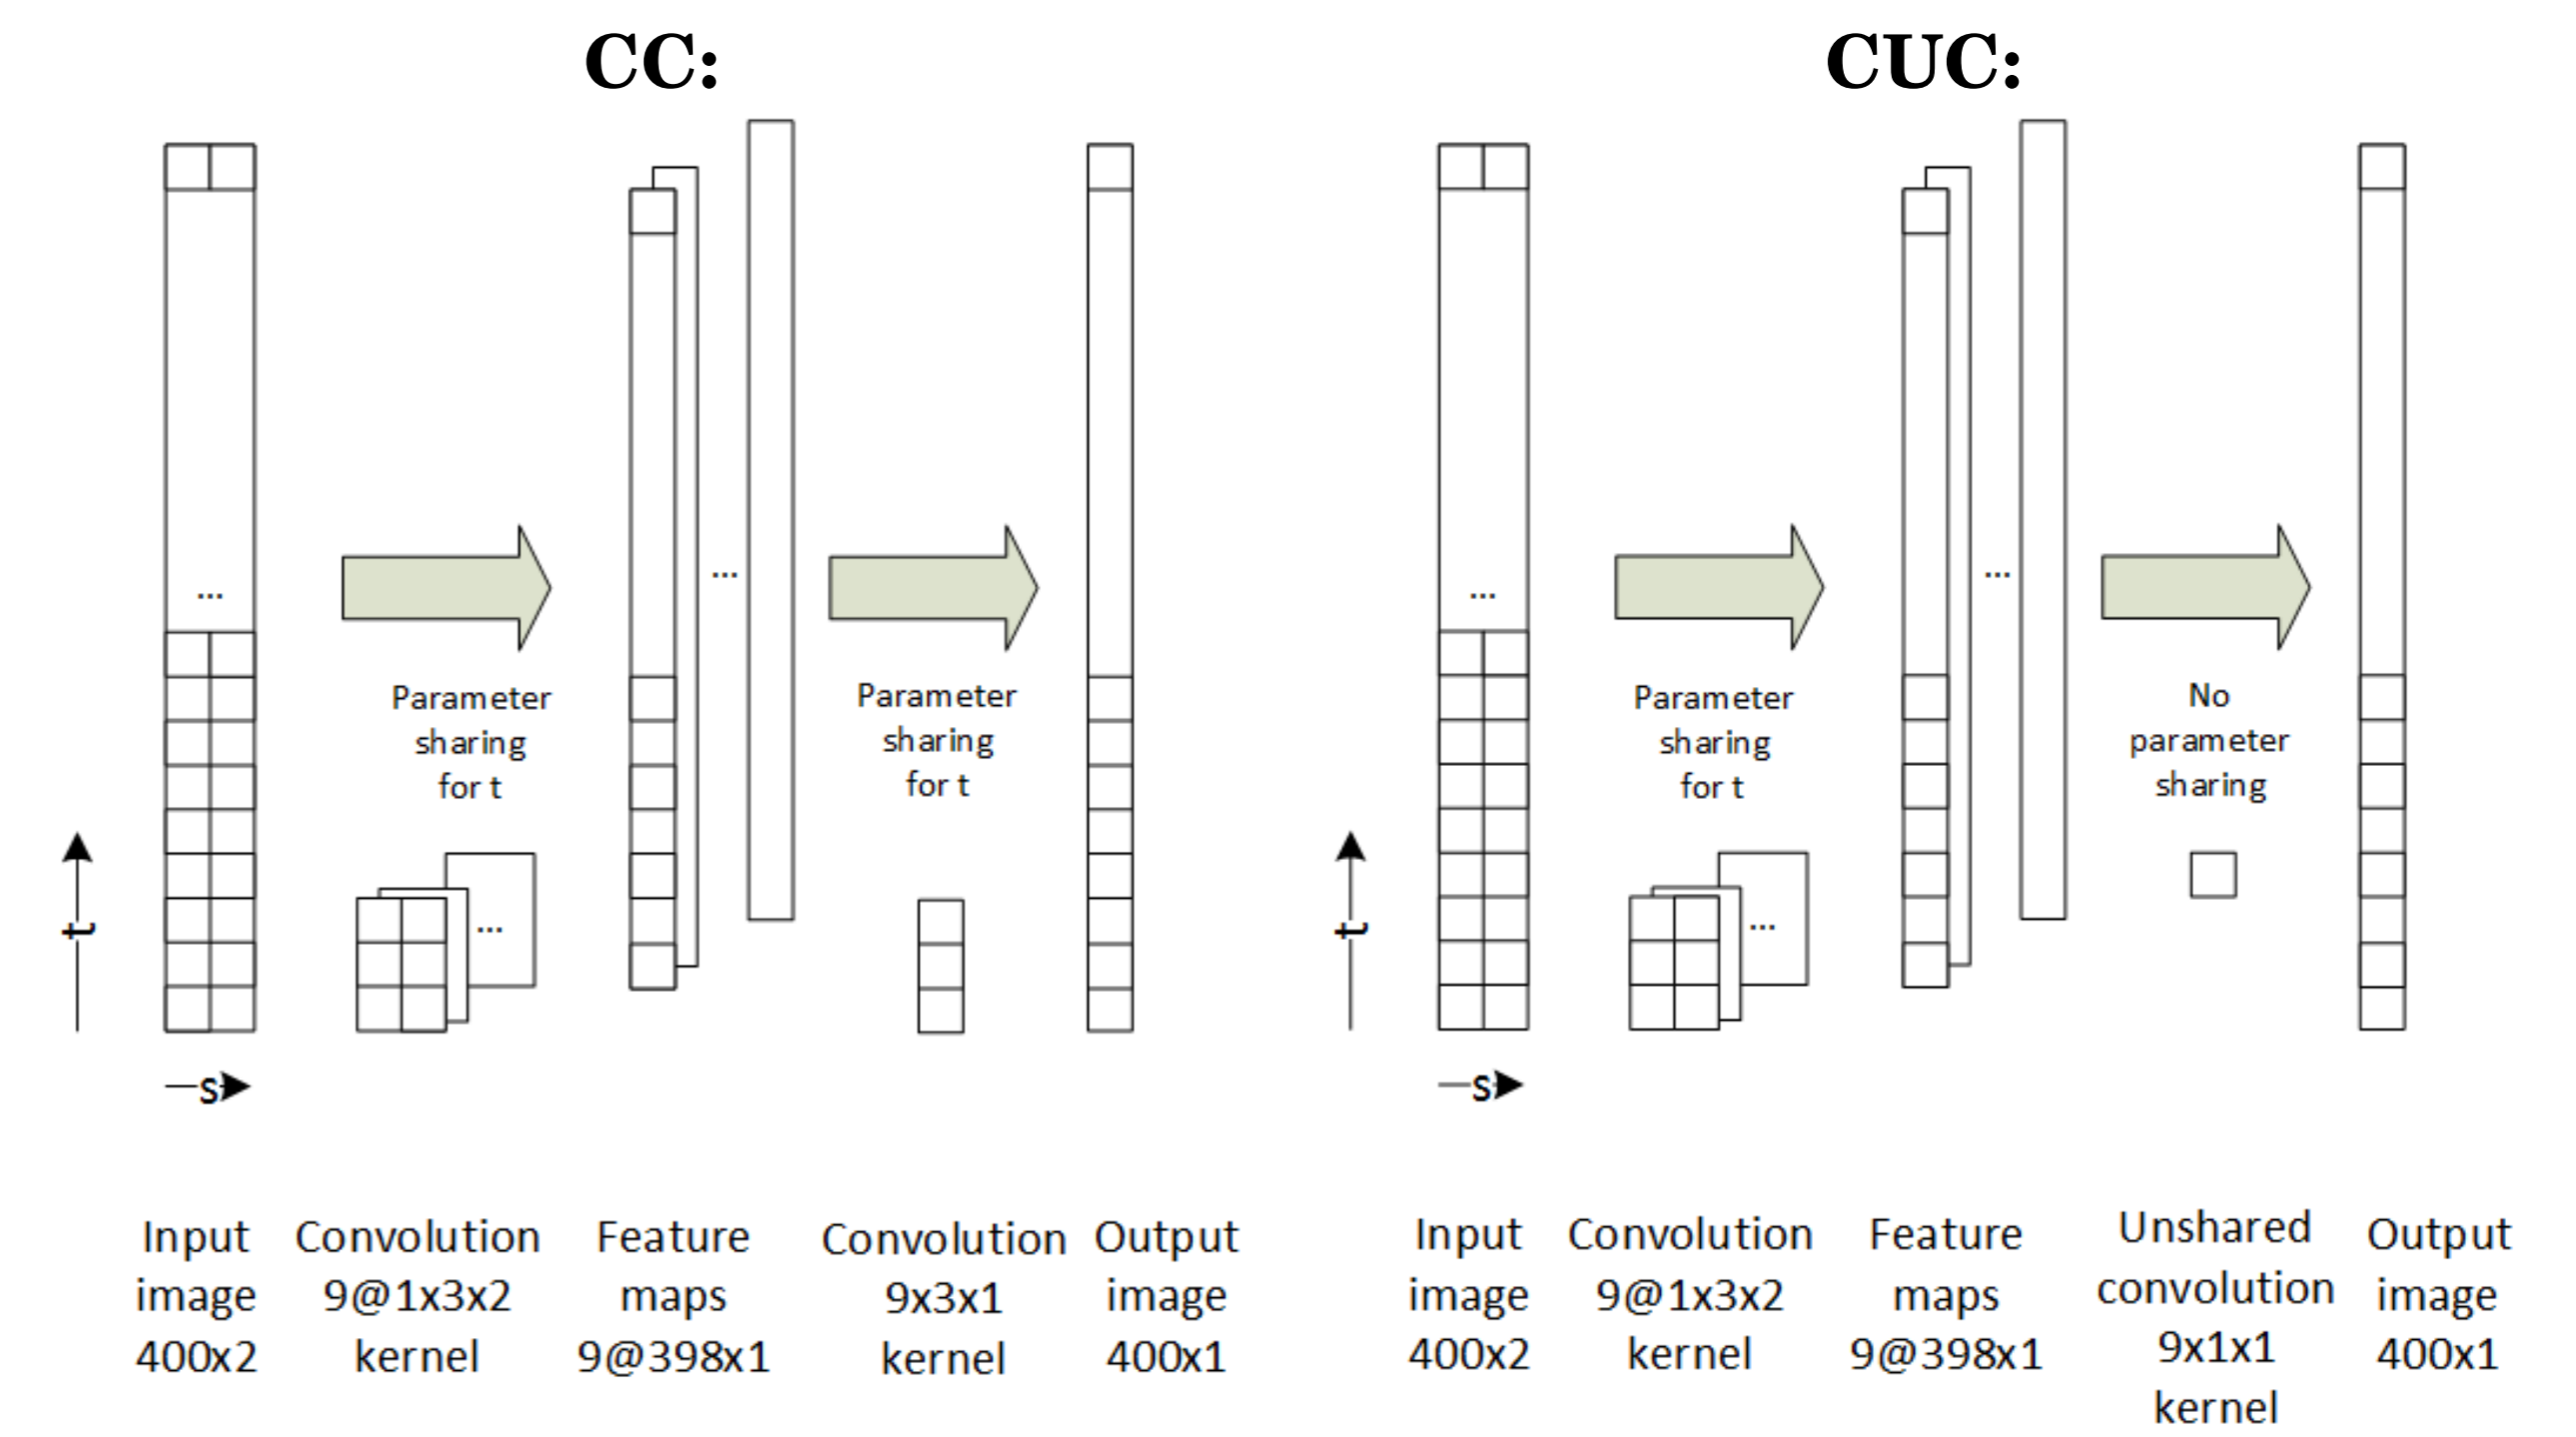 CC:
...
Parameter
sharing
for t
...
...
Parameter
sharing
for t
t
s
Input
image
400x2
Convolution
9@1x3x2
kernel
Feature
maps
9@398x1
Convolution
9x3x1
kernel
Output
image
400x1
CUC:
...
Parameter
sharing
for t
...
...
No
parameter
sharing
t
s
Input
image
400x2
Convolution
9@1x3x2
kernel
Feature
maps
9@398x1
Unshared
convolution
9x1x1
kernel
Output
image
400x1